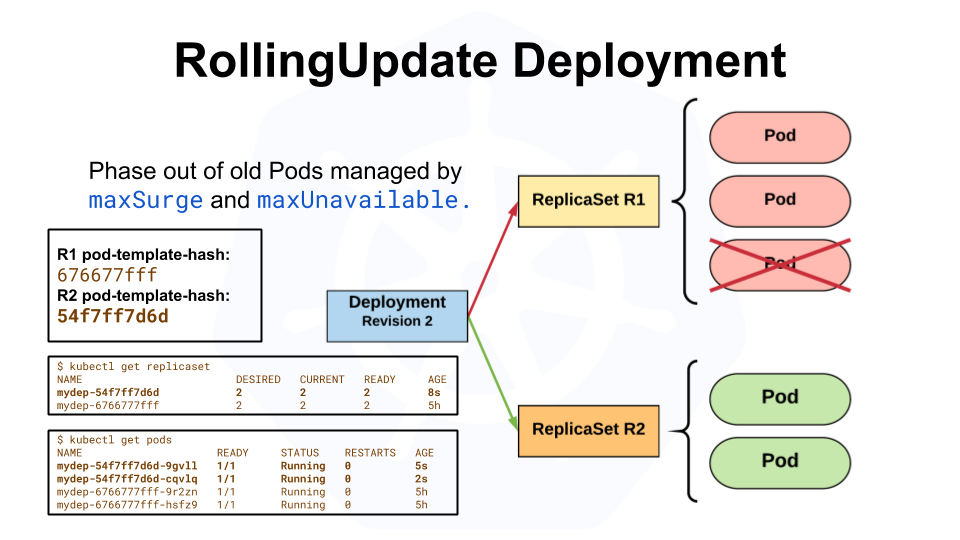 RollingUpdate Deployment
Phase out of old Pods managed by
maxSurge and maxUnavailable.
R1 pod-template-hash:
676677fff
R2 pod-template-hash:
54f7ff7d6d
$ kubectl get replicaset
NAME DESIRED CURRENT READY AGE
mydep-54f7ff7d6d 2 2 2 8s
mydep-6766777fff 2 2 2 5h
$ kubectl get pods
NAME READY STATUS RESTARTS AGE
mydep-54f7ff7d6d-9gvll 1/1 Running 0 5s
mydep-54f7ff7d6d-cqvlq 1/1 Running 0 2s
mydep-6766777fff-9r2zn 1/1 Running 0 5h
mydep-6766777fff-hsfz9 1/1 Running 0 5h
Deployment
Revision 2
ReplicaSet R1
Pod
Pod
Pod
ReplicaSet R2
Pod
Pod